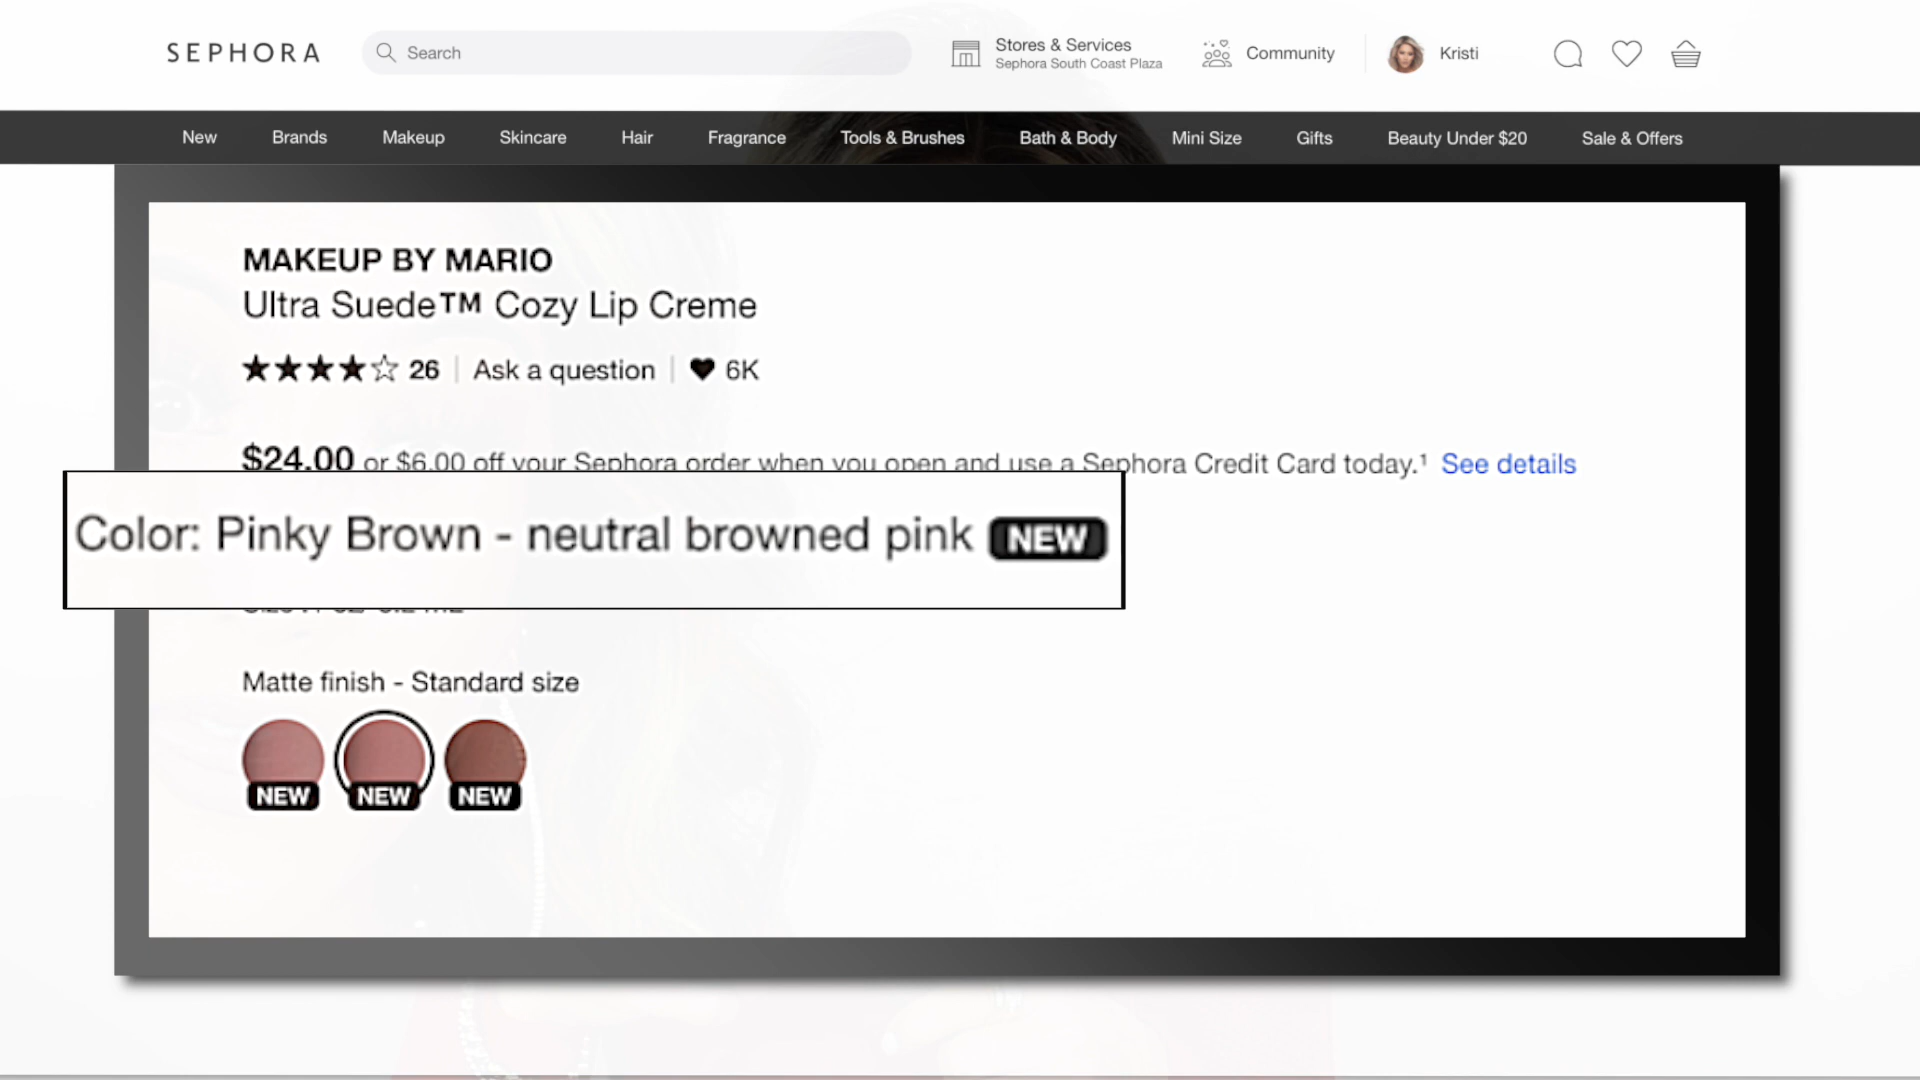 SEPHORA
Search
Stores & Services
Sephora South Coast Plaza
Community
Kristi
New Brands Makeup Skincare Hair Fragrance Tools & Brushes Bath & Body Mini Size Gifts Beauty Under $20 Sale & Offers
MAKEUP BY MARIO
Ultra Suede™ Cozy Lip Creme
26 | Ask a question | 6K
$24.00 or $6.00 off your Sephora order when you open and use a Sephora Credit Card today.¹ See details
Color: Pinky Brown - neutral browned pink NEW
Matte finish - Standard size
NEW NEW NEW